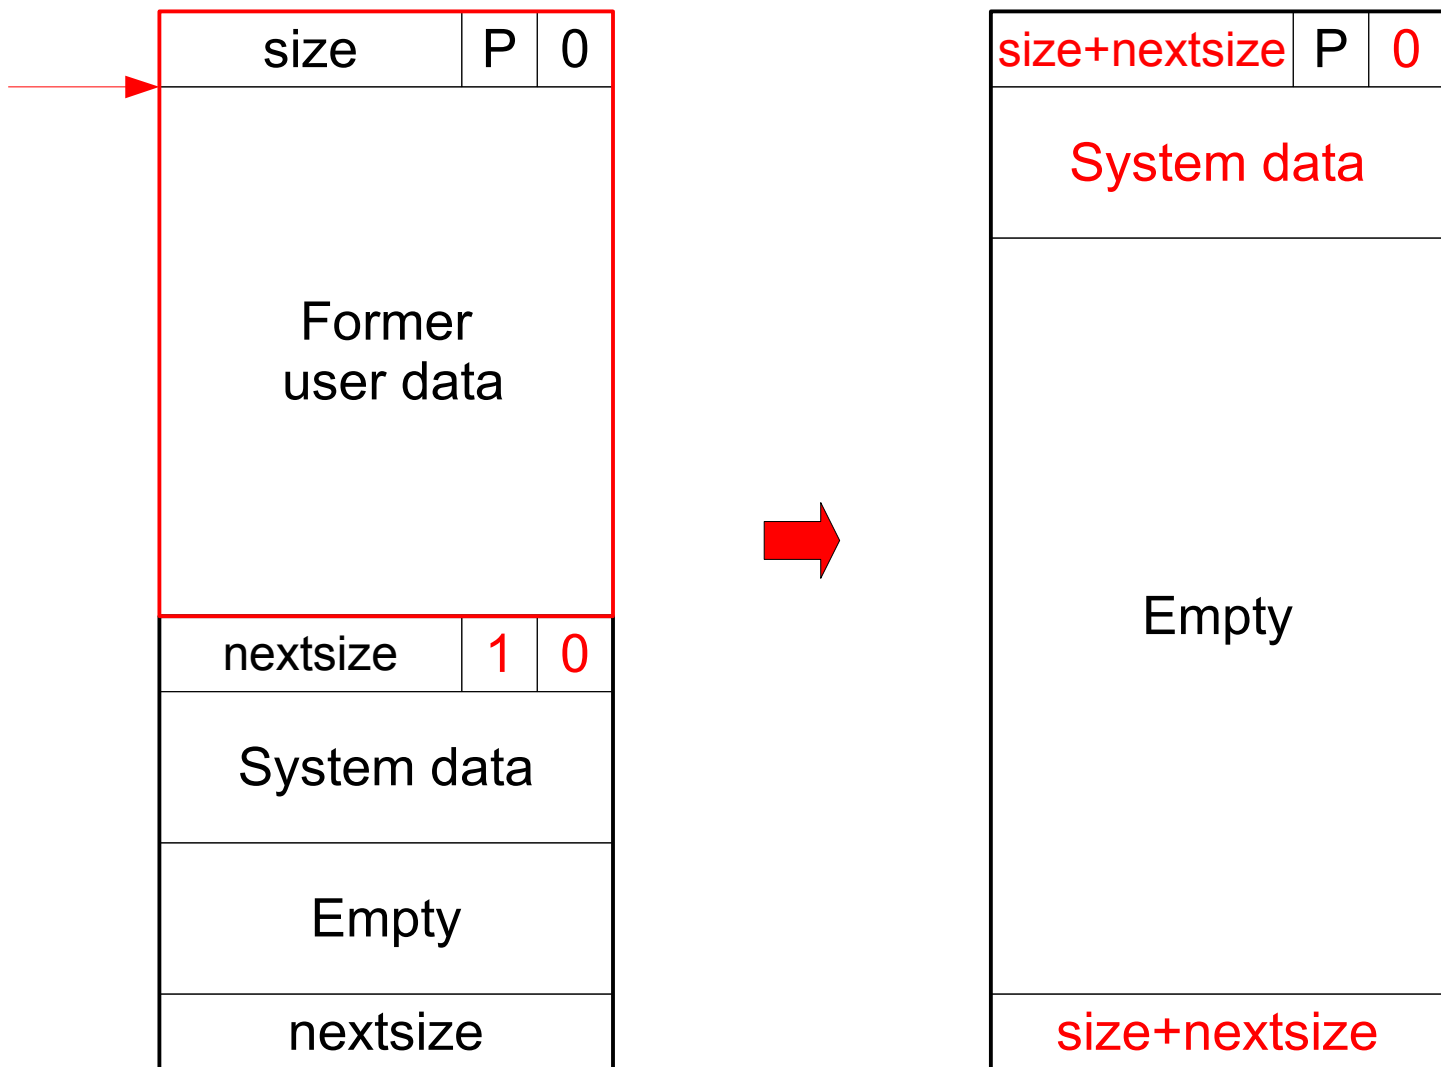 size P 0
Former
user data
nextsize 1 0
System data
Empty
nextsize
size+nextsize P 0
System data
Empty
size+nextsize